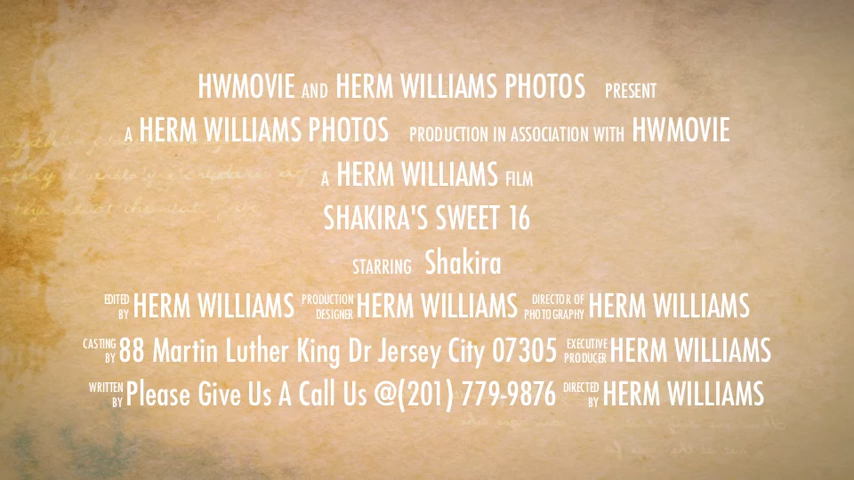 HWMOVIE AND HERM WILLIAMS PHOTOS PRESENT
A HERM WILLIAMS PHOTOS PRODUCTION IN ASSOCIATION WITH HWMOVIE
A HERM WILLIAMS FILM
SHAKIRA'S SWEET 16
STARRING Shakira
EDITED BY HERM WILLIAMS PRODUCTION DESIGNER HERM WILLIAMS DIRECTOR OF PHOTOGRAPHY HERM WILLIAMS
CASTING BY 88 Martin Luther King Dr Jersey City 07305 EXECUTIVE PRODUCER HERM WILLIAMS
WRITTEN BY Please Give Us A Call Us @(201) 779-9876 DIRECTED BY HERM WILLIAMS